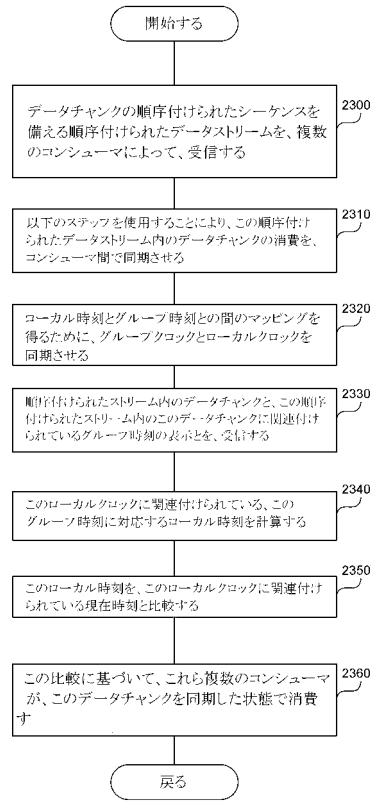 開始する
2300
データチャンクの順序付けられたシーケンスを
備える順序付けられたデータストリームを、複数
のコンシューマによって、受信する
2310
以下のステップを使用することにより、この順序付け
られたデータストリーム内のデータチャンクの消費を、
コンシューマ間で同期させる
2320
ローカル時刻とグループ時刻との間のマッピングを
得るために、グループクロックとローカルクロックを
同期させる
2330
順序付けられたストリーム内のデータチャンクと、この順序
付けられたストリーム内のこのデータチャンクに関連付け
られているグループ時刻の表示とを、受信する
2340
このローカルクロックに関連付けられている、この
グループ時刻に対応するローカル時刻を計算する
2350
このローカル時刻を、このローカルクロックに関連付け
られている現在時刻と比較する
2360
この比較に基づいて、これら複数のコンシューマ
が、このデータチャンクを同期した状態で消費
す
戻る